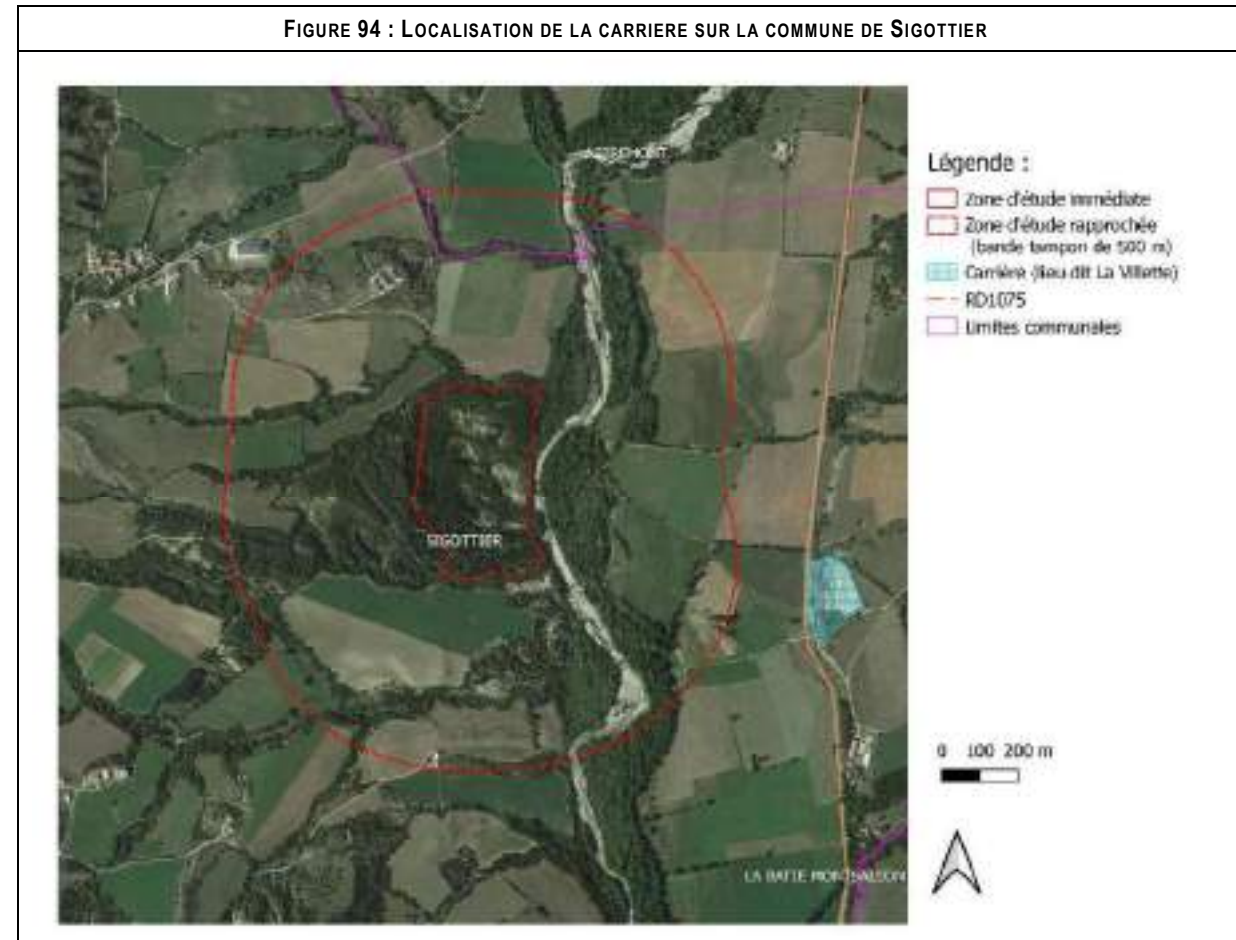 FIGURE 94 : LOCALISATION DE LA CARRIERE SUR LA COMMUNE DE SIGOTTIER
ASPREMONT
SIGOTTIER
LA BATIE MONTSALEON
Légende :
Zone d'étude immédiate
Zone d'étude rapprochée
(bande tampon de 500 m)
Carrière (lieu dit La Villette)
RD1075
Limites communales
0 100 200 m